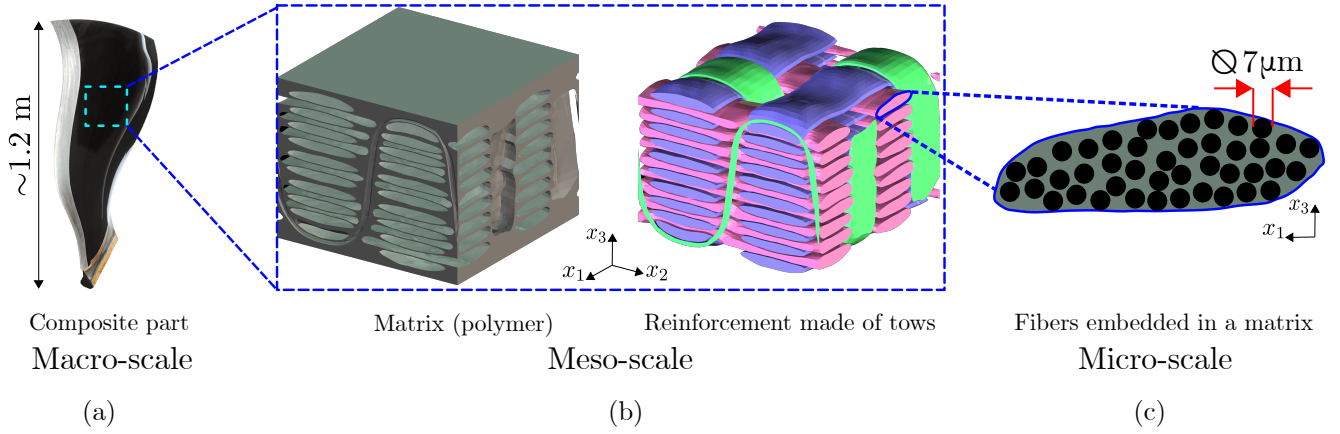 ~1.2 m
x₃
x₁
x₂
∅ 7µm
x₃
x₁
Composite part
Matrix (polymer)
Reinforcement made of tows
Fibers embedded in a matrix
Macro-scale
Meso-scale
Micro-scale
(a)
(b)
(c)